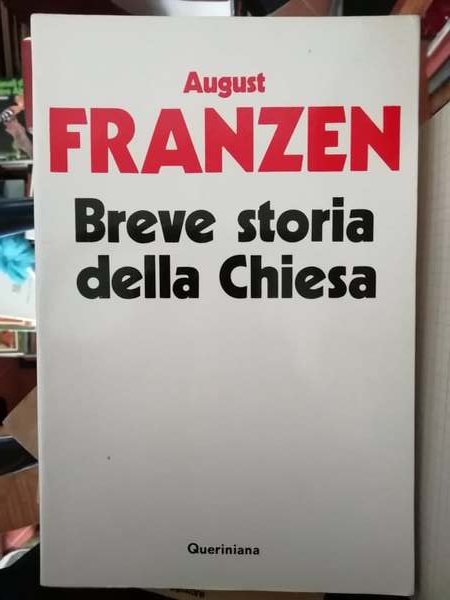 August
FRANZEN
Breve storia
della Chiesa
Queriniana